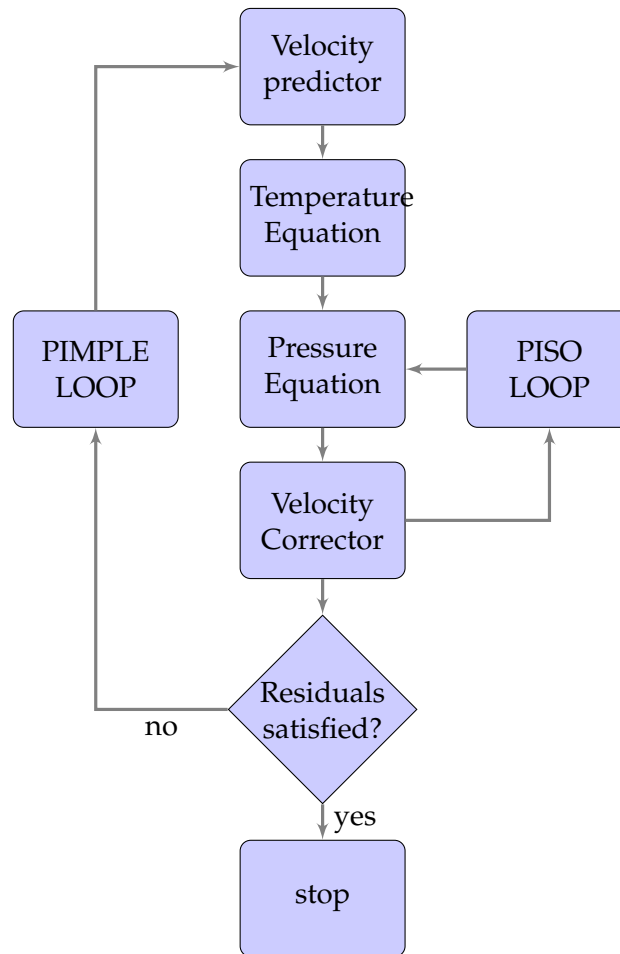 Velocity
predictor
Temperature
Equation
PIMPLE
LOOP
Pressure
Equation
PISO
LOOP
Velocity
Corrector
Residuals
satisfied?
no
yes
stop